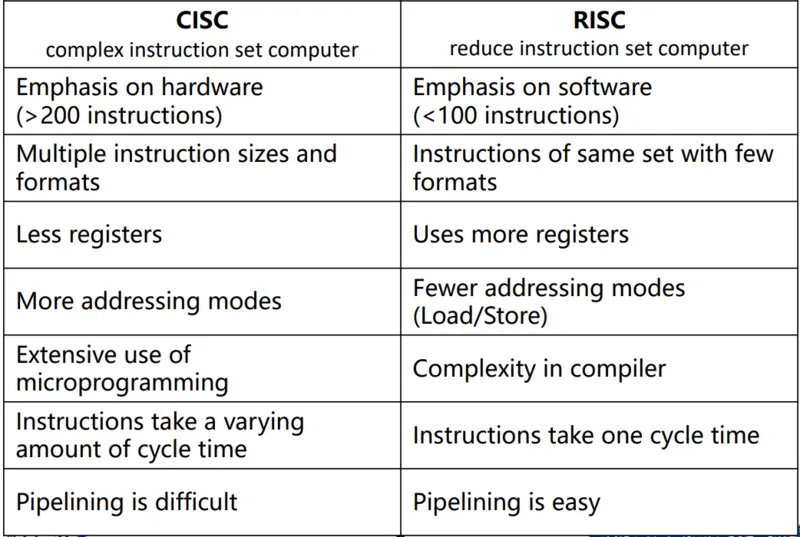 CISC
complex instruction set computer
RISC
reduce instruction set computer
Emphasis on hardware
(>200 instructions)
Emphasis on software
(<100 instructions)
Multiple instruction sizes and
formats
Instructions of same set with few
formats
Less registers
Uses more registers
More addressing modes
Fewer addressing modes
(Load/Store)
Extensive use of
microprogramming
Complexity in compiler
Instructions take a varying
amount of cycle time
Instructions take one cycle time
Pipelining is difficult
Pipelining is easy